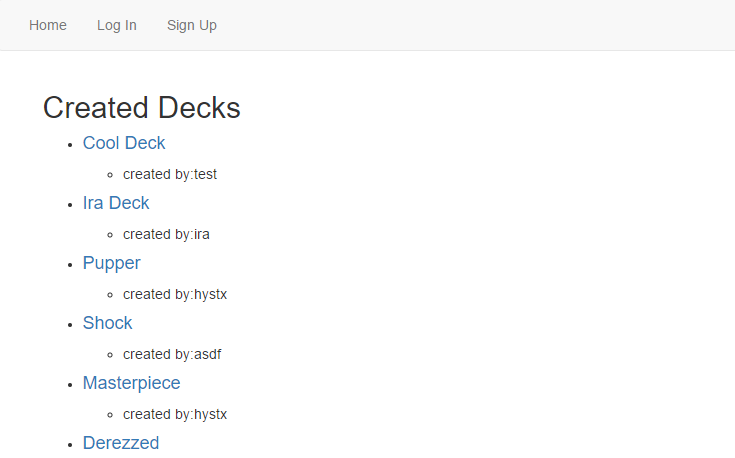 Home Log In Sign Up
Created Decks
Cool Deck
created by:test
Ira Deck
created by:ira
Pupper
created by:hystx
Shock
created by:asdf
Masterpiece
created by:hystx
Derezzed